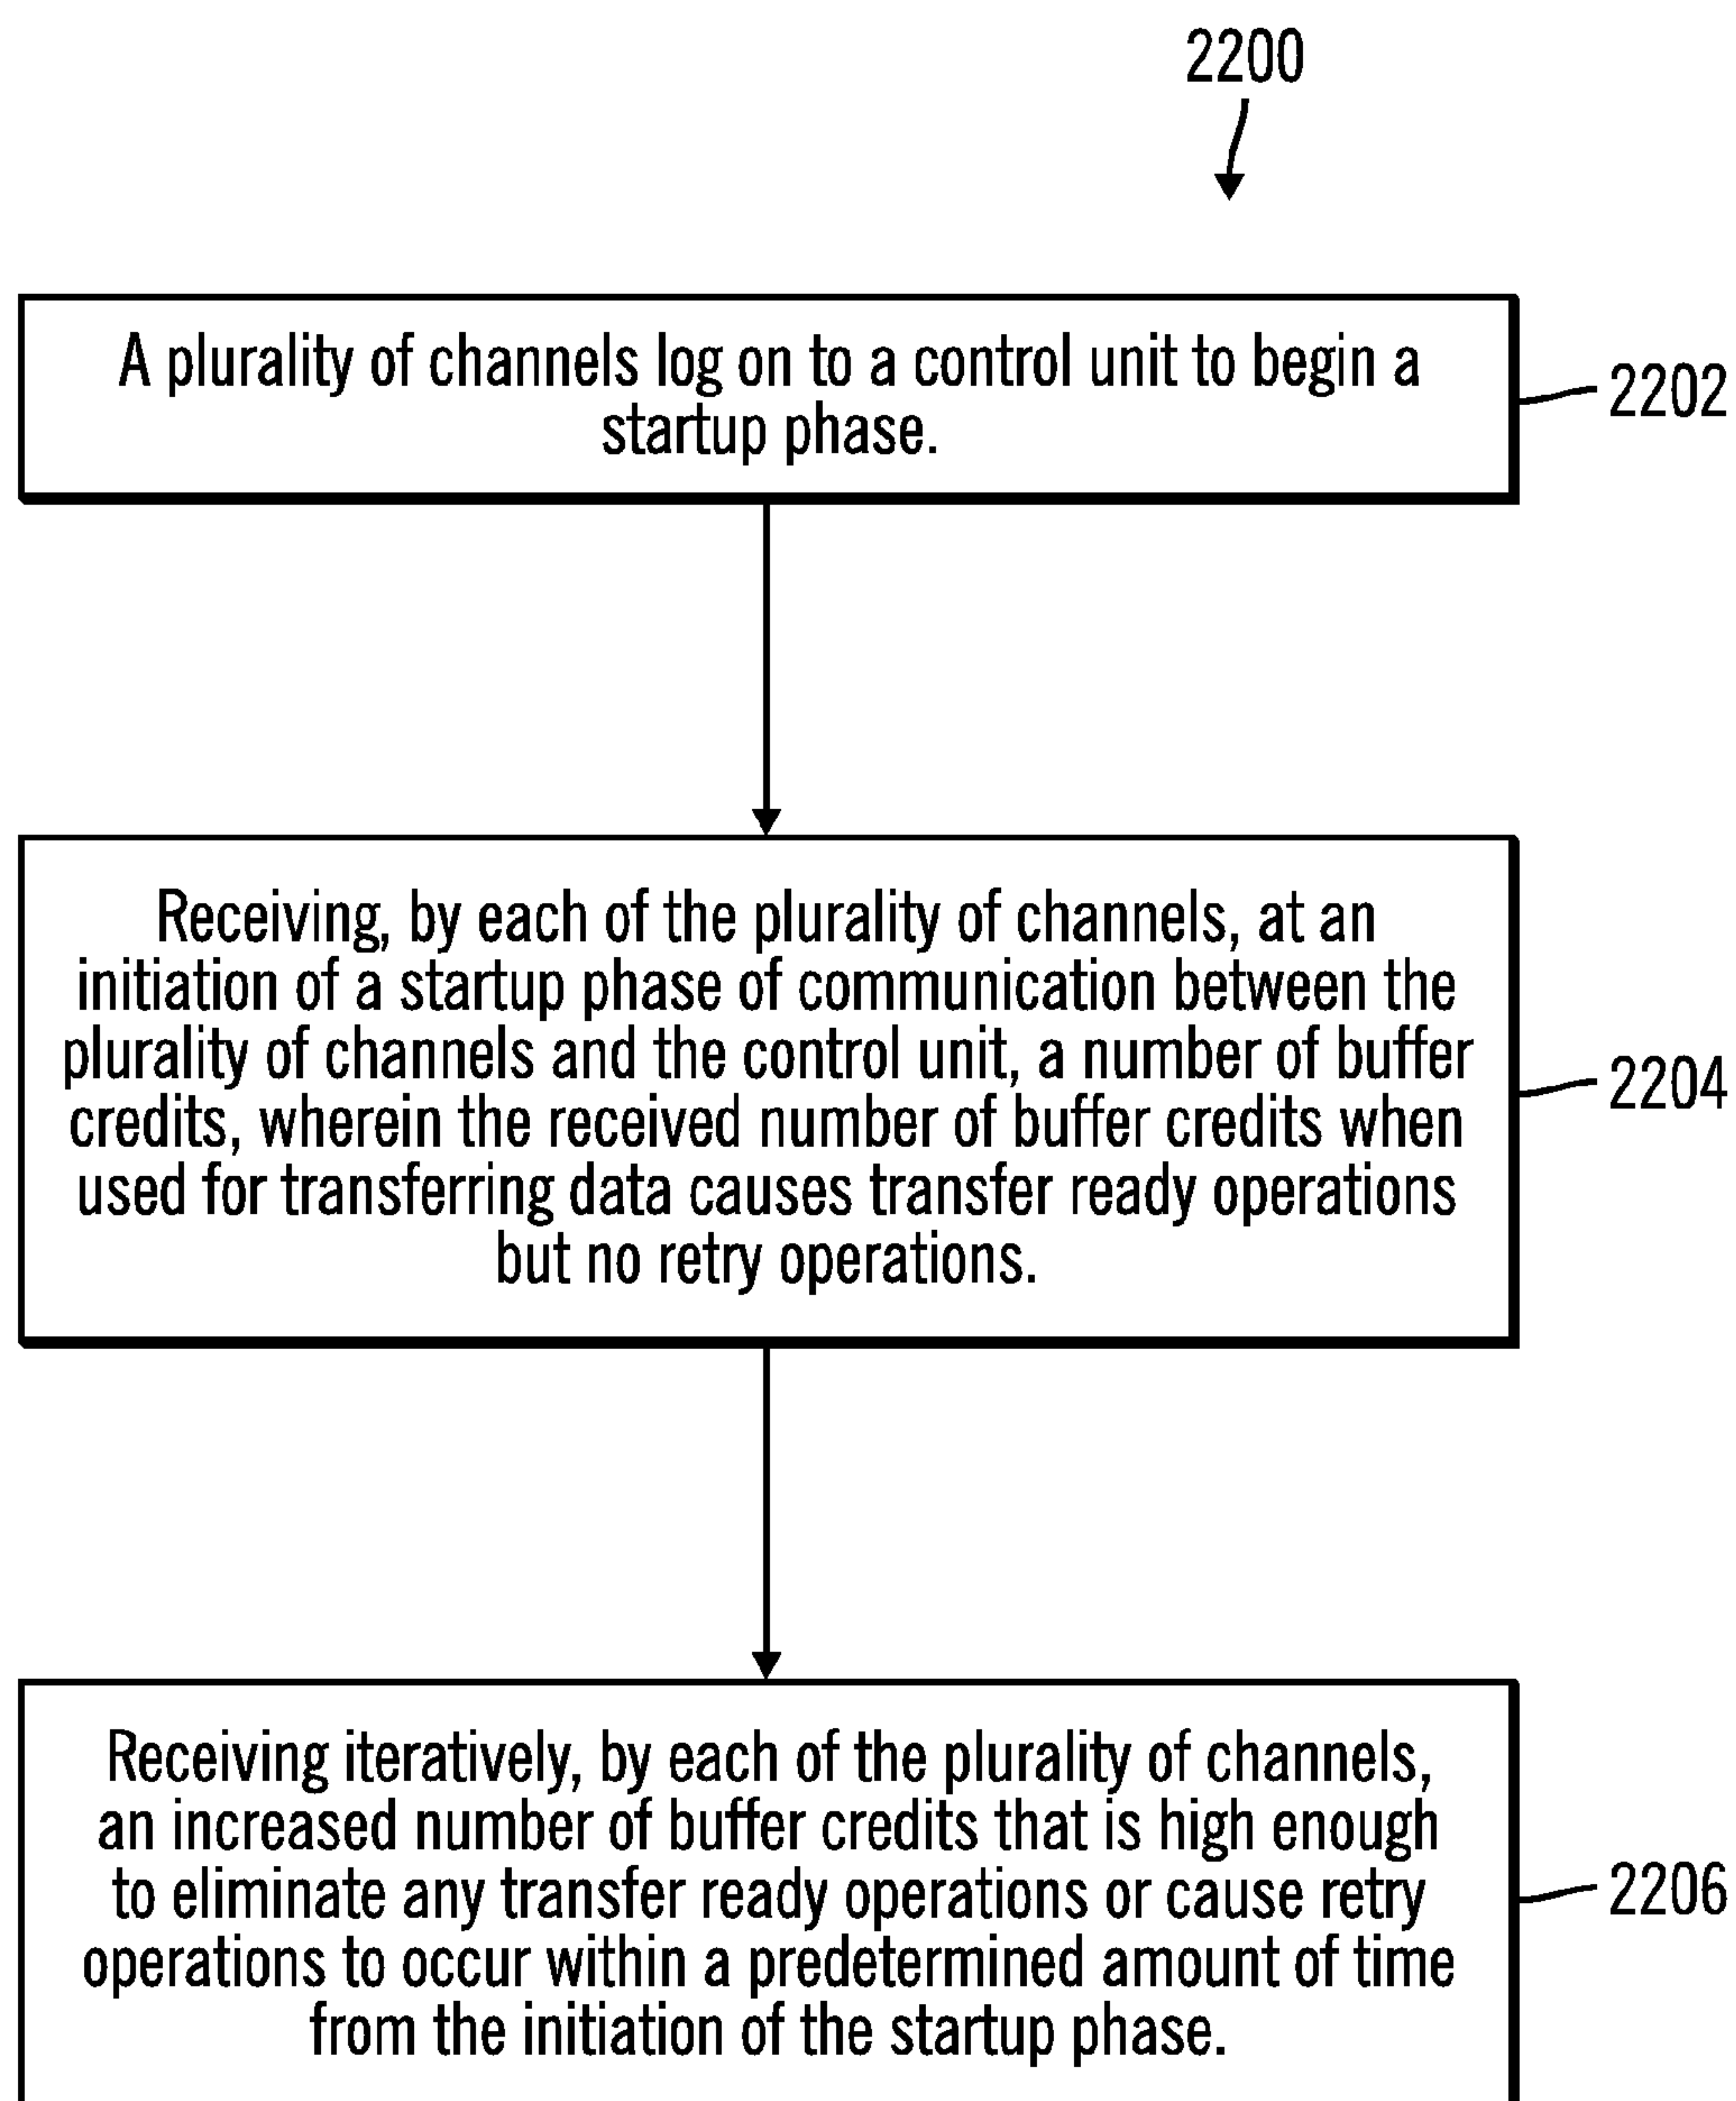 2200
A plurality of channels log on to a control unit to begin a
startup phase.
2202
Receiving, by each of the plurality of channels, at an
initiation of a startup phase of communication between the
plurality of channels and the control unit, a number of buffer
credits, wherein the received number of buffer credits when
used for transferring data causes transfer ready operations
but no retry operations.
2204
Receiving iteratively, by each of the plurality of channels,
an increased number of buffer credits that is high enough
to eliminate any transfer ready operations or cause retry
operations to occur within a predetermined amount of time
from the initiation of the startup phase.
2206